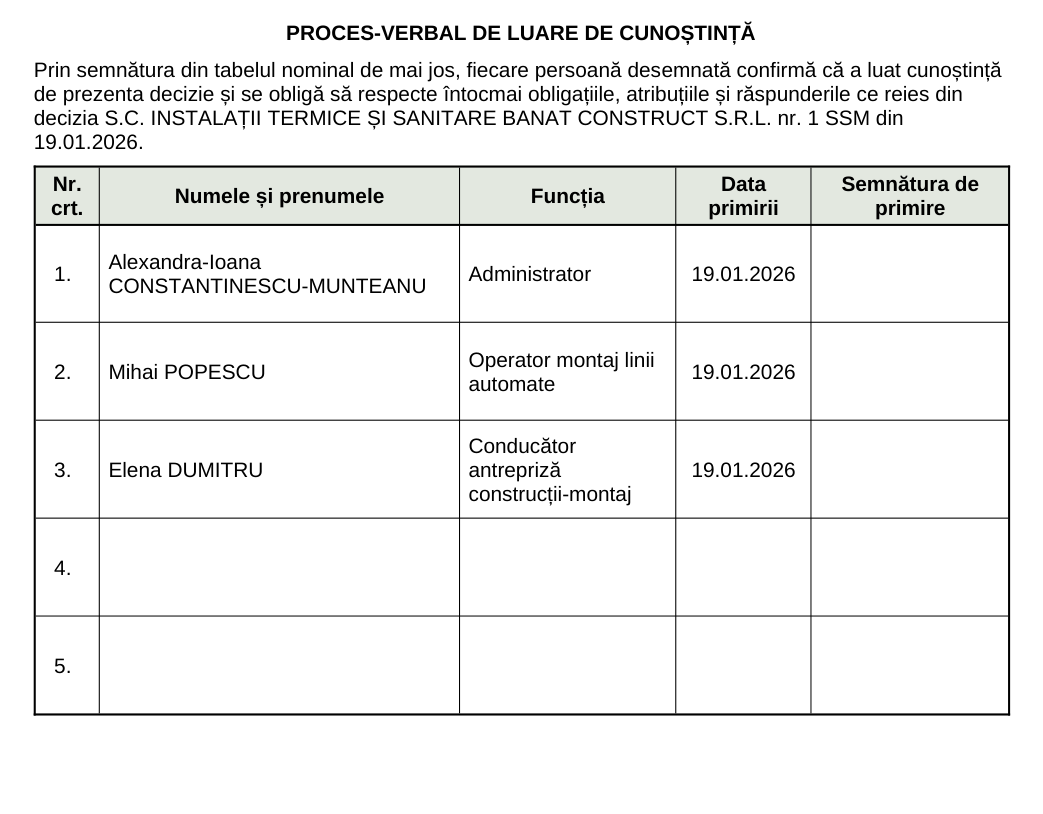 PROCES-VERBAL DE LUARE DE CUNOȘTINȚĂ
Prin semnătura din tabelul nominal de mai jos, fiecare persoană desemnată confirmă că a luat cunoștință
de prezenta decizie și se obligă să respecte întocmai obligațiile, atribuțiile și răspunderile ce reies din
decizia S.C. INSTALAȚII TERMICE ȘI SANITARE BANAT CONSTRUCT S.R.L. nr. 1 SSM din
19.01.2026.
Nr.
crt.
Numele și prenumele
Funcția
Data
primirii
Semnătura de
primire
1.
Alexandra-Ioana
CONSTANTINESCU-MUNTEANU
Administrator
19.01.2026
2.
Mihai POPESCU
Operator montaj linii
automate
19.01.2026
3.
Elena DUMITRU
Conducător
antrepriză
construcții-montaj
19.01.2026
4.
5.